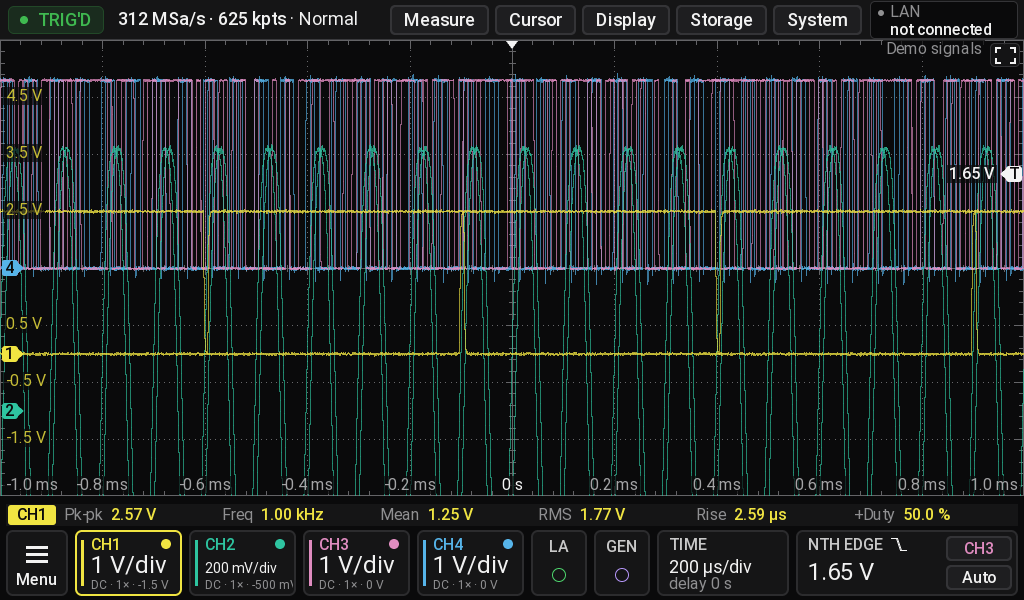 TRIG'D 312 MSa/s · 625 kpts · Normal Measure Cursor Display Storage System LAN
not connected
Demo signals
4.5 V
3.5 V
1.65 V T
2.5 V
4
0.5 V
1
-0.5 V
2
-1.5 V
-1.0 ms -0.8 ms -0.6 ms -0.4 ms -0.2 ms 0 s 0.2 ms 0.4 ms 0.6 ms 0.8 ms 1.0 ms
CH1 Pk-pk 2.57 V Freq 1.00 kHz Mean 1.25 V RMS 1.77 V Rise 2.59 µs +Duty 50.0 %
Menu
CH1
1 V/div
DC · 1× · -1.5 V
CH2
200 mV/div
DC · 1× · -500 mV
CH3
1 V/div
DC · 1× · 0 V
CH4
1 V/div
DC · 1× · 0 V
LA
GEN
TIME
200 µs/div
delay 0 s
NTH EDGE
1.65 V
CH3
Auto